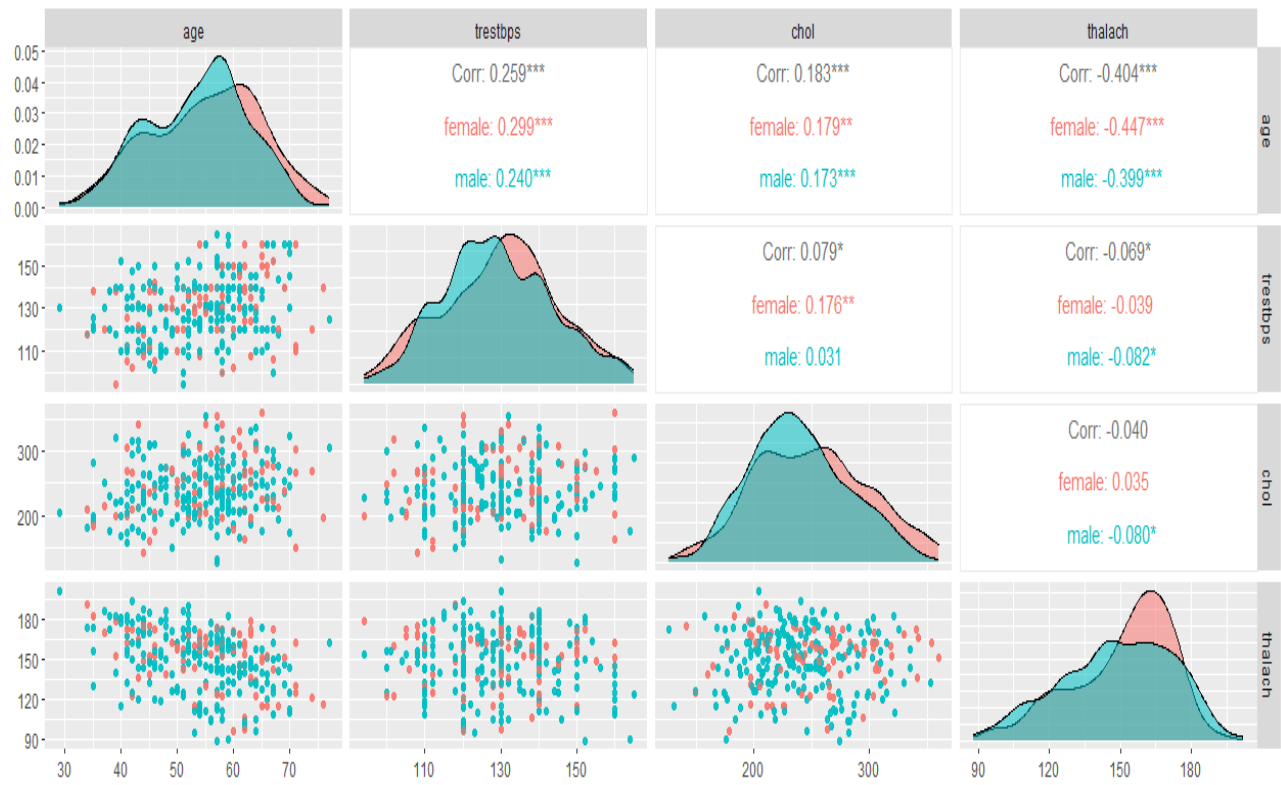 age
trestbps
chol
thalach
0.05
0.04
0.03
0.02
0.01
0.00
Corr: 0.259***
female: 0.299***
male: 0.240***
Corr: 0.183***
female: 0.179**
male: 0.173***
Corr: -0.404***
female: -0.447***
male: -0.399***
age
150
130
110
Corr: 0.079*
female: 0.176**
male: 0.031
Corr: -0.069*
female: -0.039
male: -0.082*
trestbps
300
200
Corr: -0.040
female: 0.035
male: -0.080*
chol
180
150
120
90
thalach
30 40 50 60 70
110 130 150
200 300
90 120 150 180